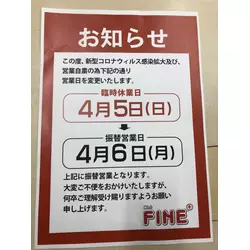 お知らせ
この度、新型コロナウィルス感染拡大及び、
営業自粛の為下記の通り
営業日を変更いたします。
臨時休業日
4月5日(日)
振替営業日
4月6日(月)
上記に振替営業となります。
大変ご不便をおかけいたしますが、
何卒ご理解受け賜りますようお願い
申し上げます。
Club
FINE+